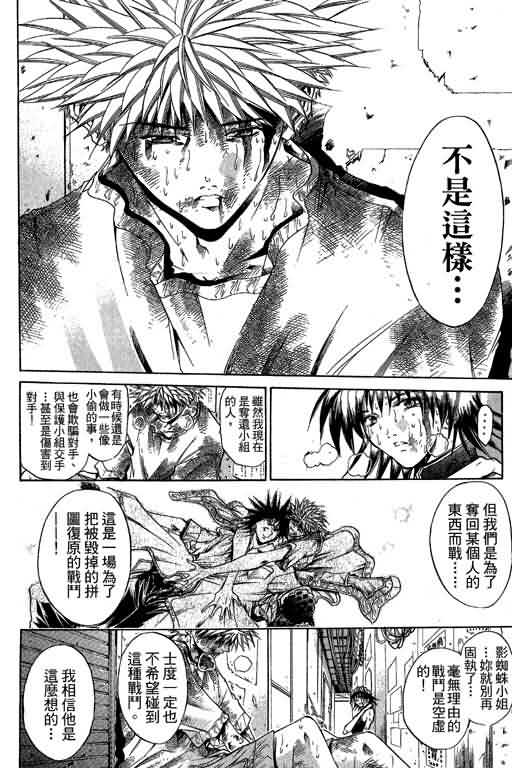 不是這樣…
雖然我現在
是奪還小組
的人。
有時候還是
會做一些像
小偷的事，
也會欺騙對手、
與保護小組交手
…甚至是傷害到
對手！
……
但我們是為了
奪回某個人的
東西而戰…
這是一場為了
把被毀掉的拼
圖復原的戰鬥
——！
影蜘蛛小姐
…妳就別再
固執了…
毫無理由的
戰鬥是空虛
的！
士度一定也
不希望碰到
這種戰鬥。
我相信他是
這麼想的…